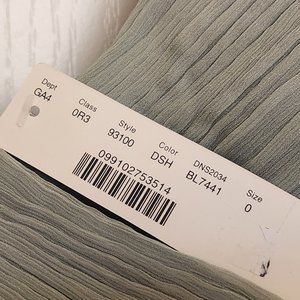 Dept Class Style Color DNS2034 Size
GA4 0R3 93100 DSH BL7441 0
099102753514